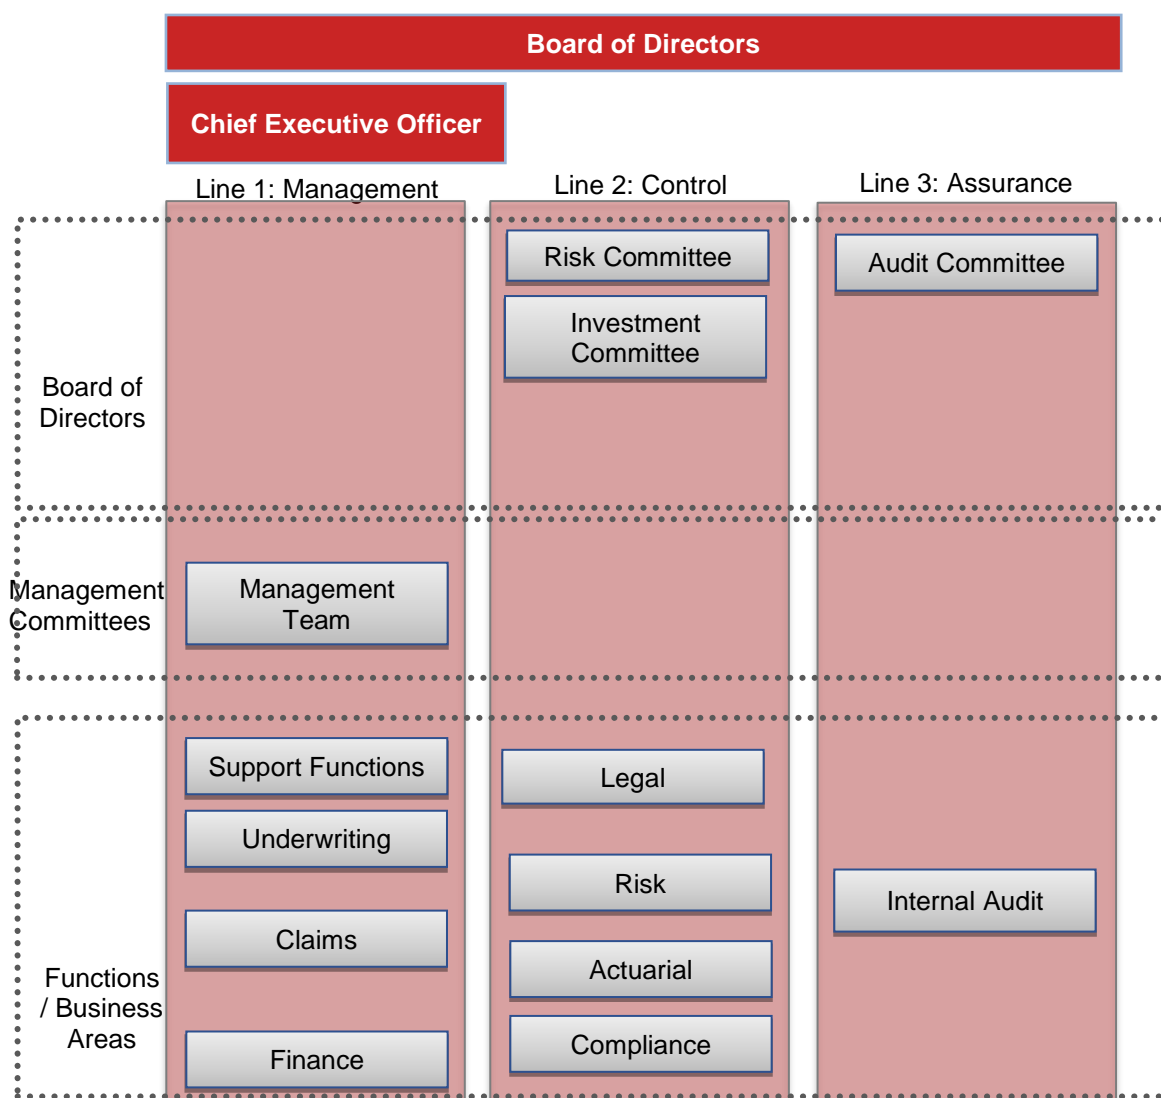 Board of Directors
Chief Executive Officer
Line 1: Management
Line 2: Control
Line 3: Assurance
Risk Committee
Audit Committee
Investment
Committee
Board of
Directors
Management
Committees
Management
Team
Support Functions
Legal
Underwriting
Risk
Internal Audit
Claims
Actuarial
Functions
/ Business
Areas
Compliance
Finance